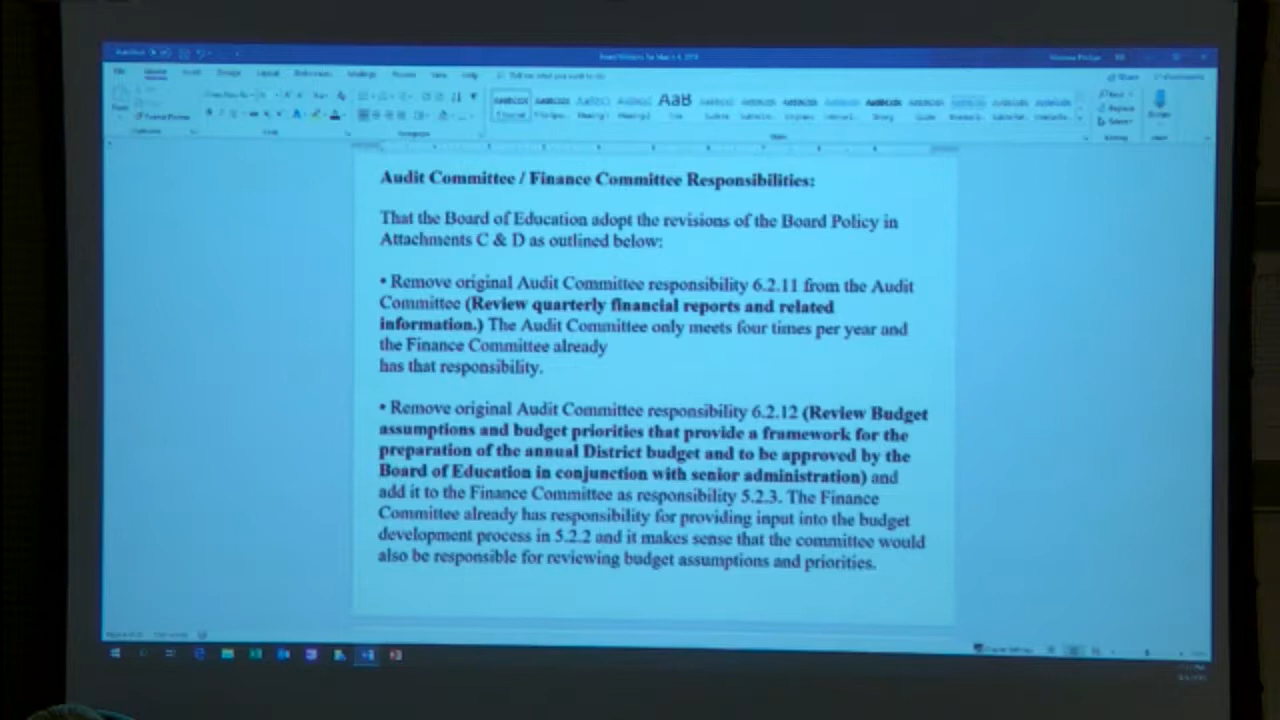 AaB
Audit Committee / Finance Committee Responsibilities:
That the Board of Education adopt the revisions of the Board Policy in
Attachments C & D as outlined below:
• Remove original Audit Committee responsibility 6.2.11 from the Audit
Committee (Review quarterly financial reports and related
information.) The Audit Committee only meets four times per year and
the Finance Committee already
has that responsibility.
• Remove original Audit Committee responsibility 6.2.12 (Review Budget
assumptions and budget priorities that provide a framework for the
preparation of the annual District budget and to be approved by the
Board of Education in conjunction with senior administration) and
add it to the Finance Committee as responsibility 5.2.3. The Finance
Committee already has responsibility for providing input into the budget
development process in 5.2.2 and it makes sense that the committee would
also be responsible for reviewing budget assumptions and priorities.